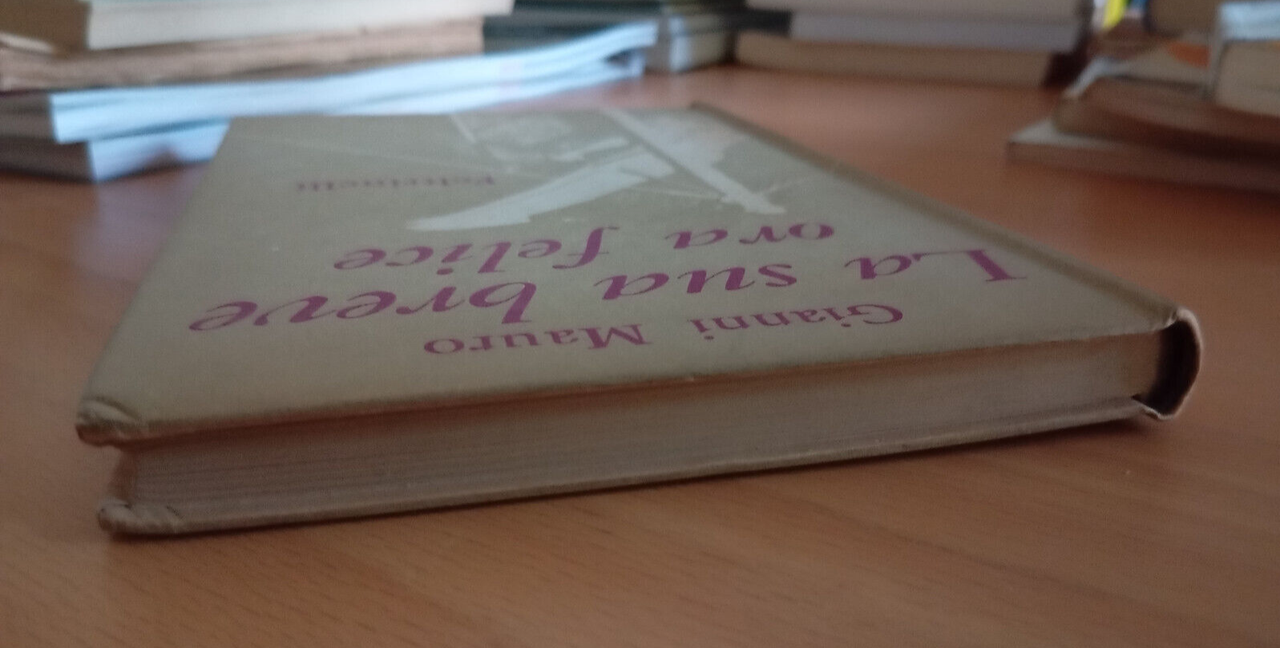 Gianni Mauro
La sua breve
ora felice